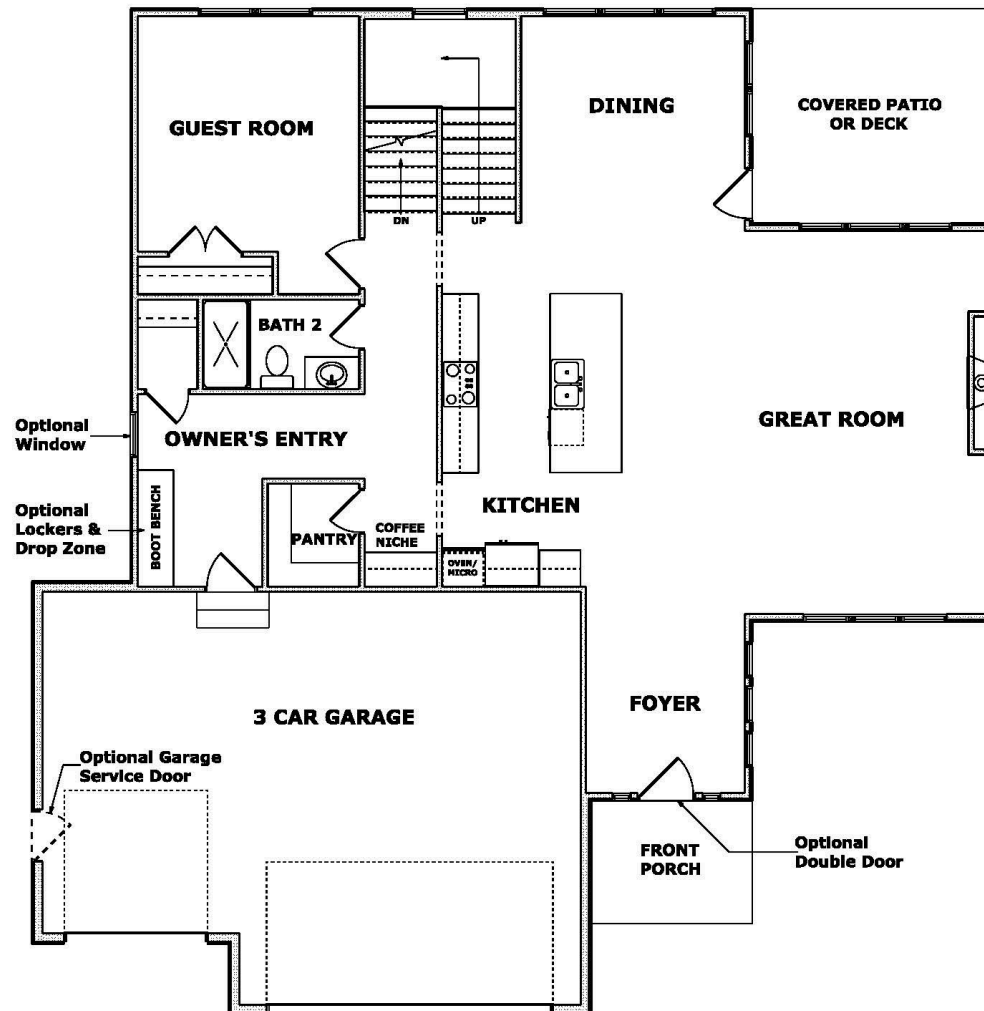 GUEST ROOM
DINING
COVERED PATIO
OR DECK
DN
UP
BATH 2
Optional
Window
OWNER'S ENTRY
GREAT ROOM
Optional
Lockers &
Drop Zone
BOOT BENCH
PANTRY
COFFEE
NICHE
KITCHEN
OVEN/
MICRO
3 CAR GARAGE
FOYER
Optional Garage
Service Door
FRONT
PORCH
Optional
Double Door